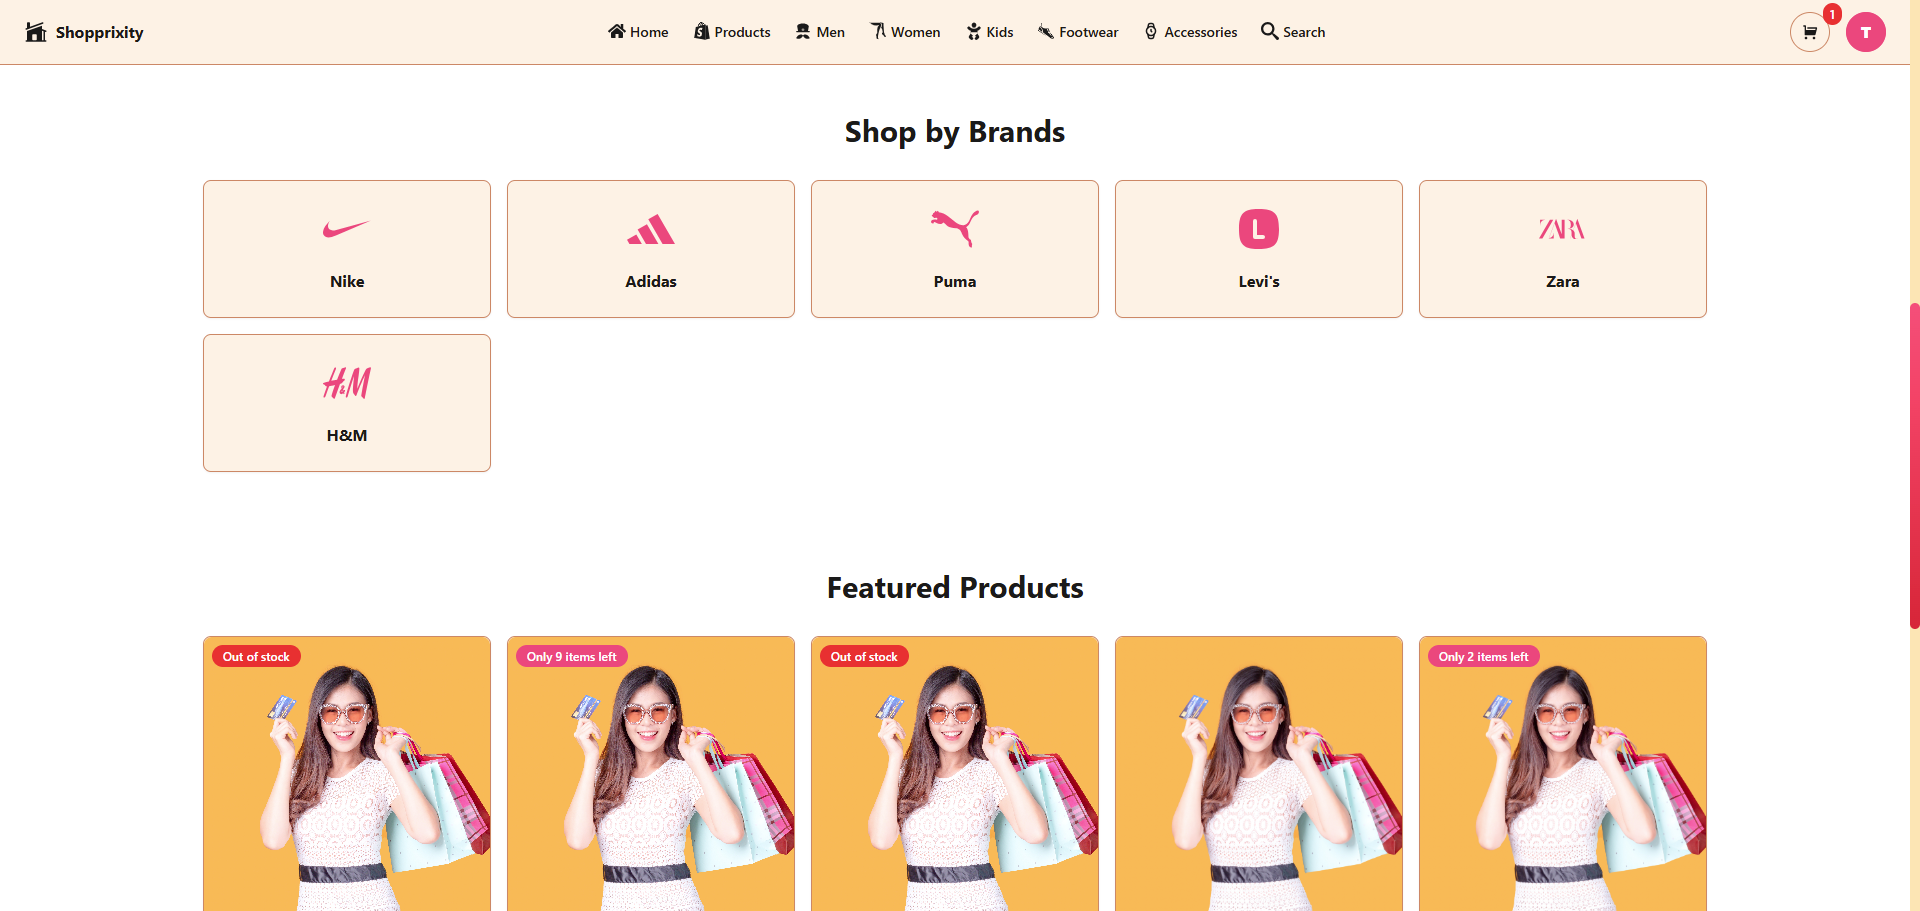 Shopprixity
Home
Products
Men
Women
Kids
Footwear
Accessories
Search
1
T
Shop by Brands
Nike
Adidas
Puma
L
Levi's
ZARA
Zara
H&M
H&M
Featured Products
Out of stock
Only 9 items left
Out of stock
Only 2 items left